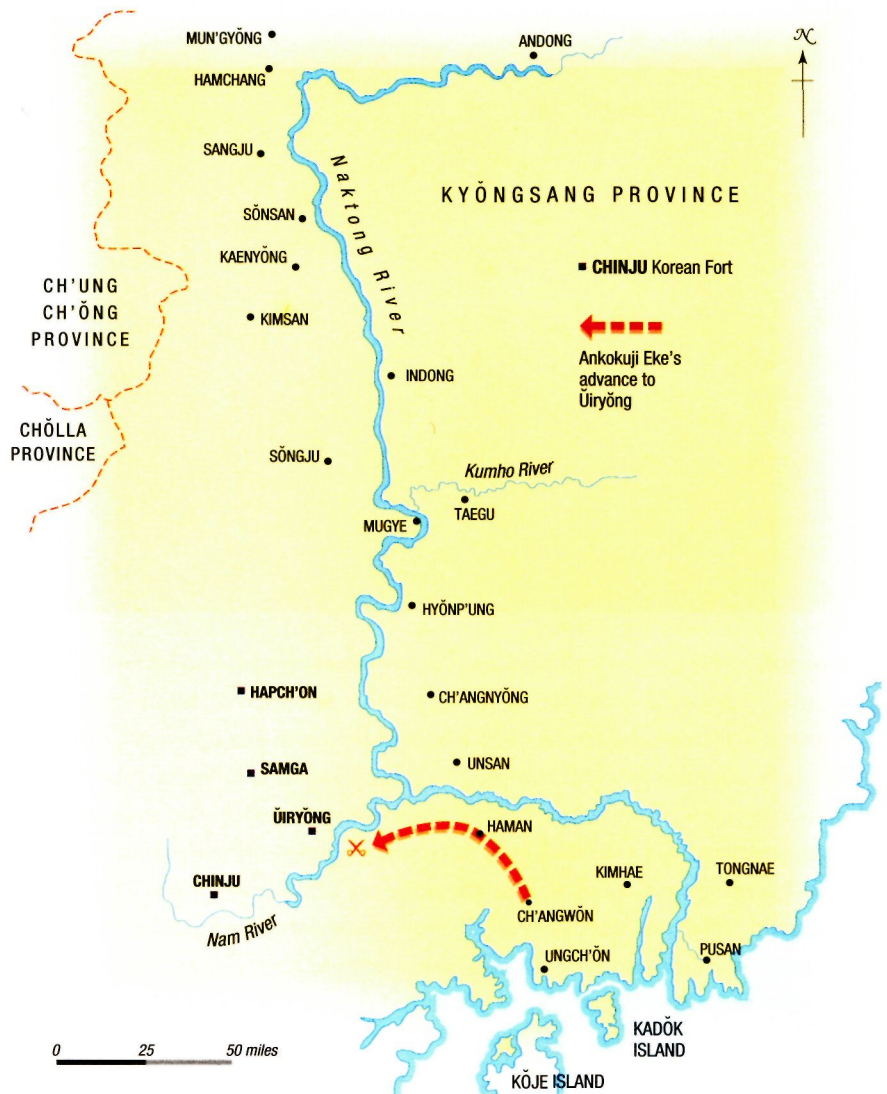 MUN'GYŎNG
ANDONG
N
HAMCHANG
SANGJU
Naktong River
KYŎNGSANG PROVINCE
SŎNSAN
KAENYŎNG
CHINJU Korean Fort
CH'UNG
CH'ŎNG
PROVINCE
KIMSAN
Ankokuji Eke's
advance to
Ŭiryŏng
INDONG
CHŎLLA
PROVINCE
SŎNGJU
Kumho River
TAEGU
MUGYE
HYŎNP'UNG
HAPCH'ON
CH'ANGNYŎNG
UNSAN
SAMGA
ŬIRYŎNG
HAMAN
CHINJU
KIMHAE
TONGNAE
CH'ANGWŎN
Nam River
UNGCH'ŎN
PUSAN
KADŎK
ISLAND
0 25 50 miles
KŎJE ISLAND